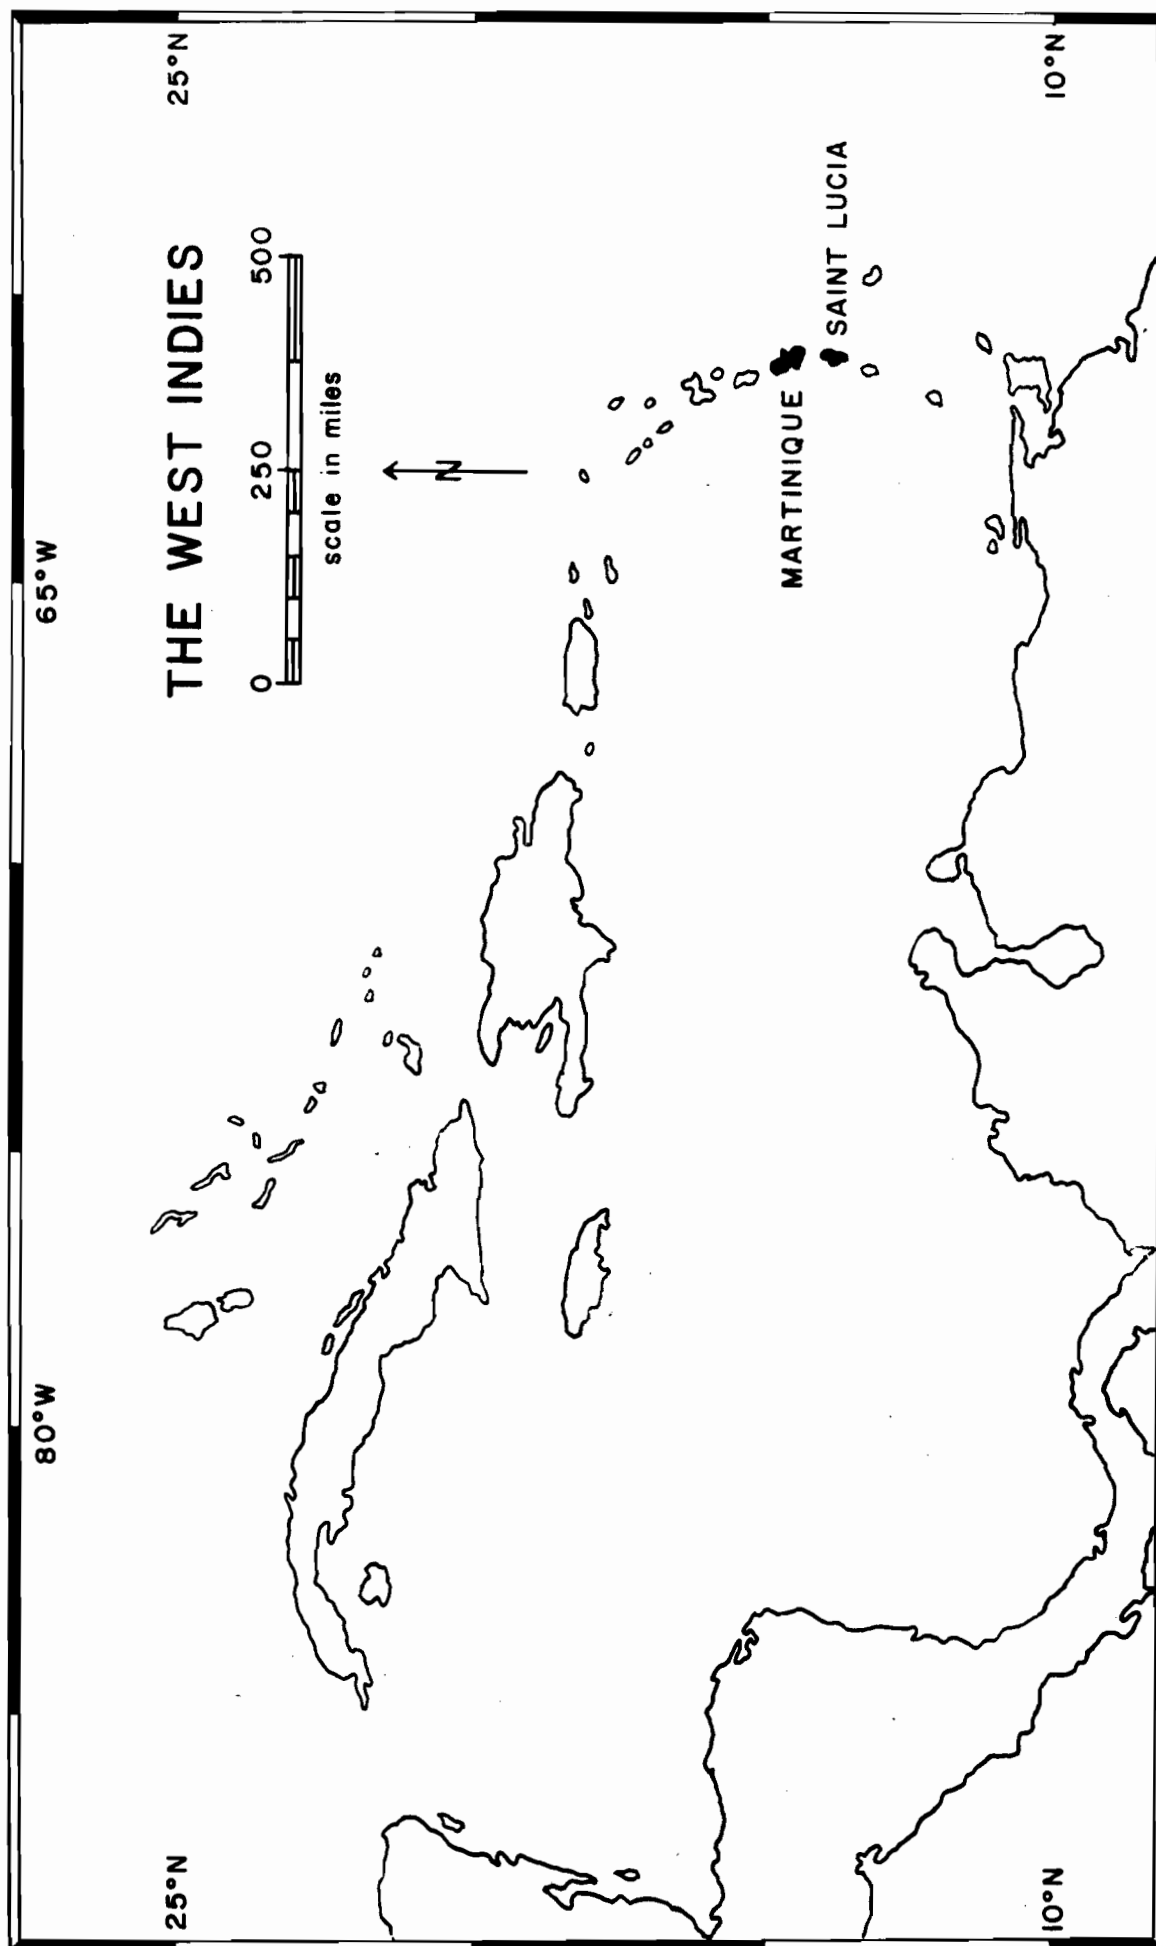 80°W
65°W
25°N
25°N
THE WEST INDIES
0 250 500
scale in miles
N
MARTINIQUE
SAINT LUCIA
10°N
10°N